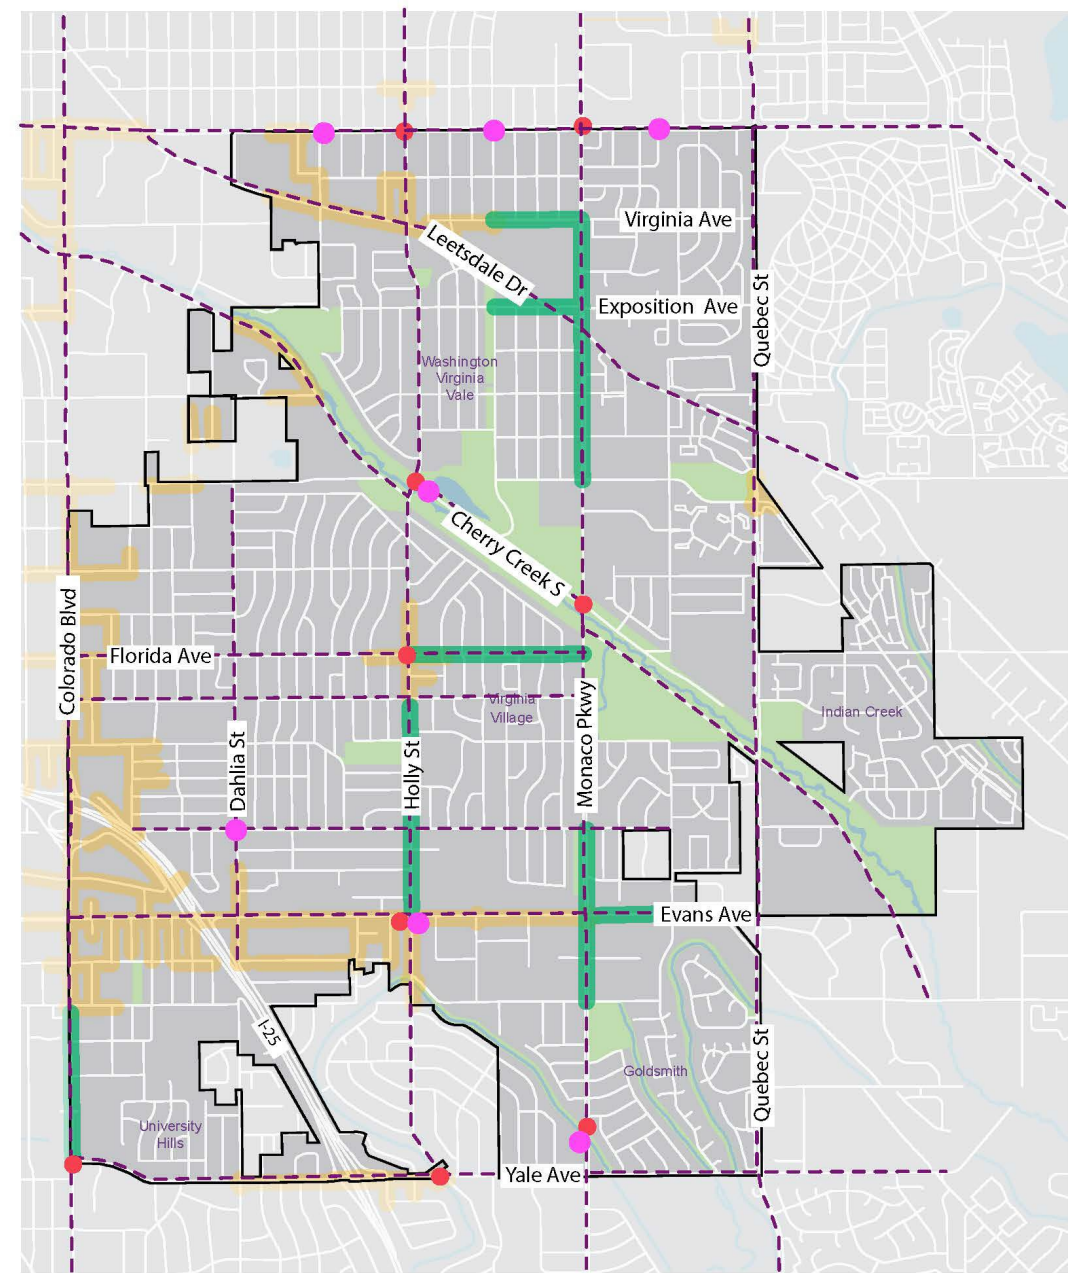 Virginia Ave
Leetsdale Dr
Quebec St
Exposition  Ave
Washington
Virginia
Vale
Cherry Creek S
Colorado Blvd
Florida Ave
Virginia
Village
Indian Creek
Dahlia St
Holly St
Monaco Pkwy
Evans Ave
I-25
Quebec St
Goldsmith
University
Hills
Yale Ave